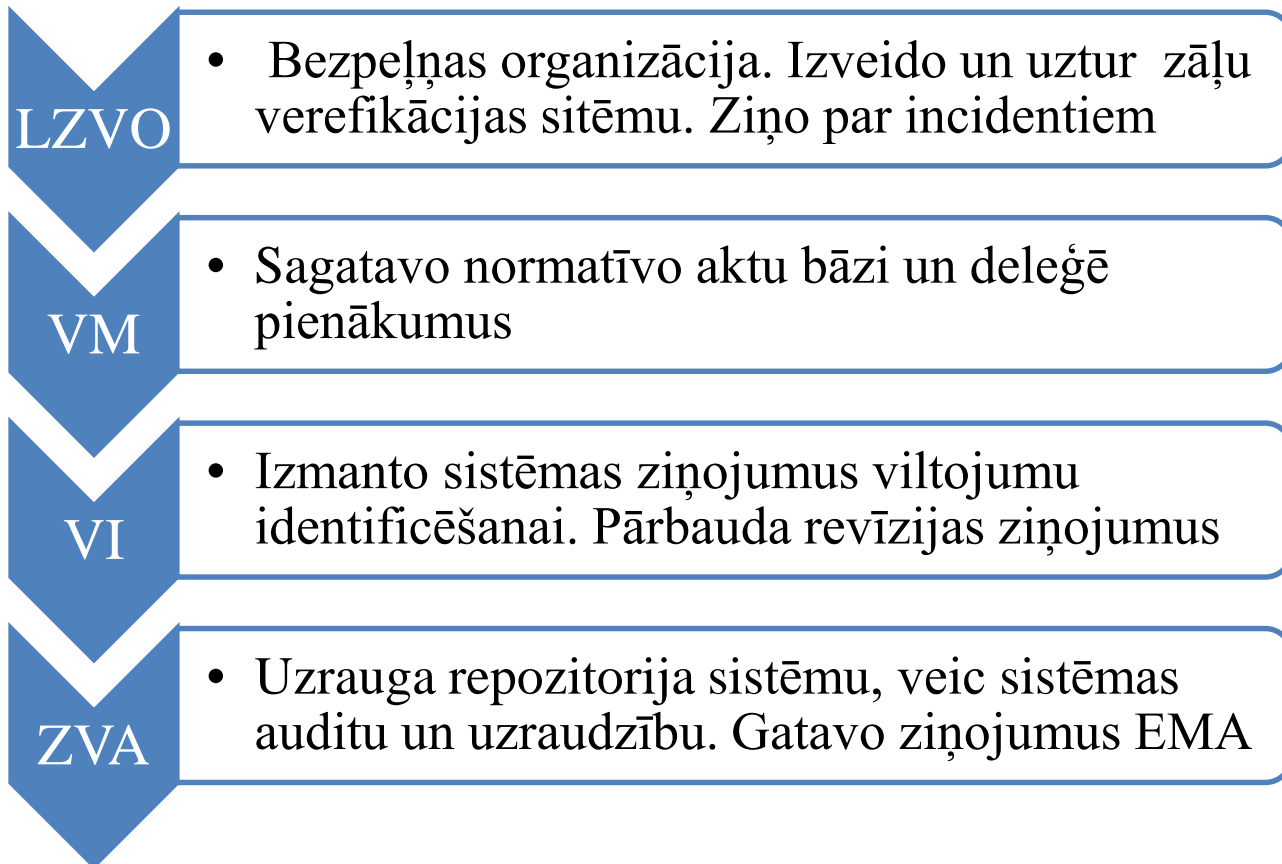 LZVO
• Bezpeļņas organizācija. Izveido un uztur zāļu
verefikācijas sitēmu. Ziņo par incidentiem
VM
• Sagatavo normatīvo aktu bāzi un deleģē
pienākumus
VI
• Izmanto sistēmas ziņojumus viltojumu
identificēšanai. Pārbauda revīzijas ziņojumus
ZVA
• Uzrauga repozitorija sistēmu, veic sistēmas
auditu un uzraudzību. Gatavo ziņojumus EMA